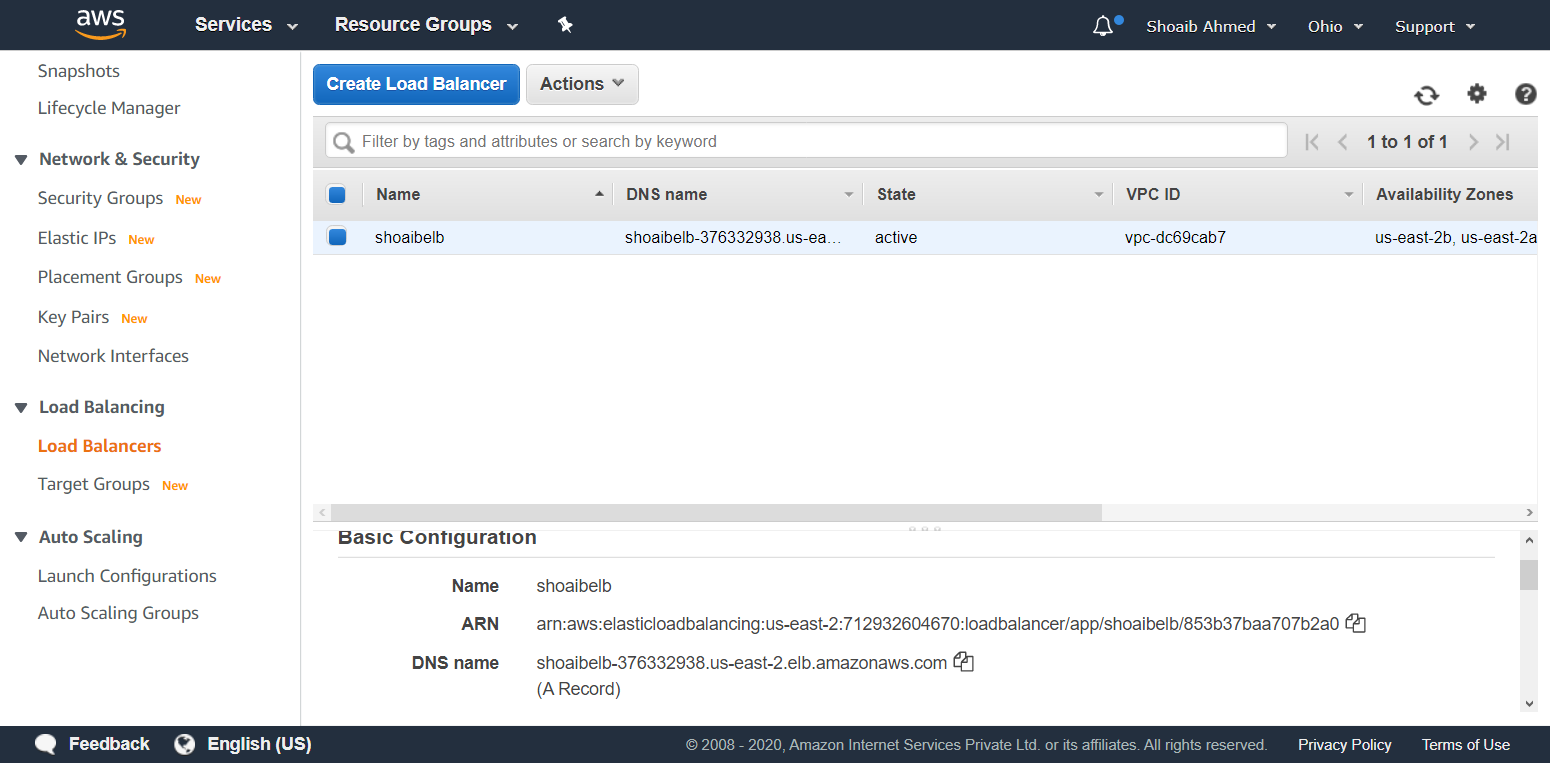 aws Services Resource Groups Shoaib Ahmed Ohio Support
Snapshots
Lifecycle Manager
Network & Security
Security Groups New
Elastic IPs New
Placement Groups New
Key Pairs New
Network Interfaces
Load Balancing
Load Balancers
Target Groups New
Auto Scaling
Launch Configurations
Auto Scaling Groups
Create Load Balancer Actions
Filter by tags and attributes or search by keyword 1 to 1 of 1
Name DNS name State VPC ID Availability Zones
shoaibelb shoaibelb-376332938.us-ea... active vpc-dc69cab7 us-east-2b, us-east-2a
Basic Configuration
Name shoaibelb
ARN arn:aws:elasticloadbalancing:us-east-2:712932604670:loadbalancer/app/shoaibelb/853b37baa707b2a0
DNS name shoaibelb-376332938.us-east-2.elb.amazonaws.com
(A Record)
Feedback English (US) © 2008 - 2020, Amazon Internet Services Private Ltd. or its affiliates. All rights reserved. Privacy Policy Terms of Use